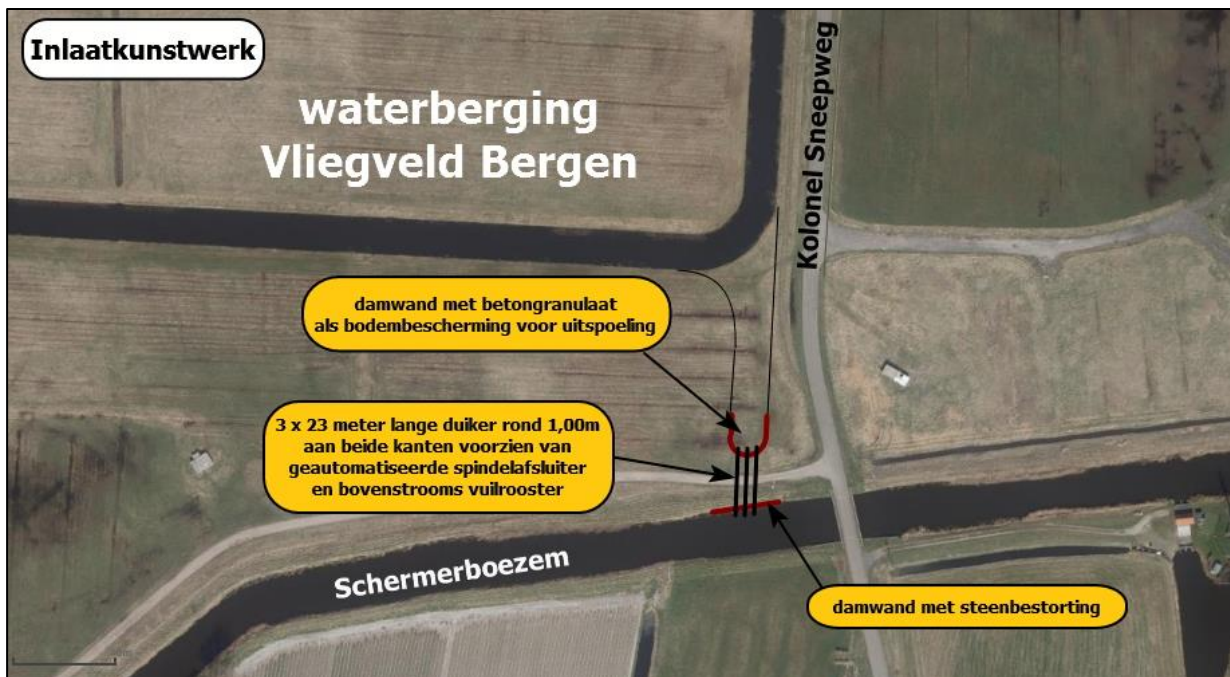 Inlaatkunstwerk
waterberging
Vliegveld Bergen
Kolonel Sneepweg
damwand met betongranulaat
als bodembescherming voor uitspoeling
3 x 23 meter lange duiker rond 1,00m
aan beide kanten voorzien van
geautomatiseerde spindelafsluiter
en bovenstrooms vuilrooster
Schermerboezem
damwand met steenbestorting